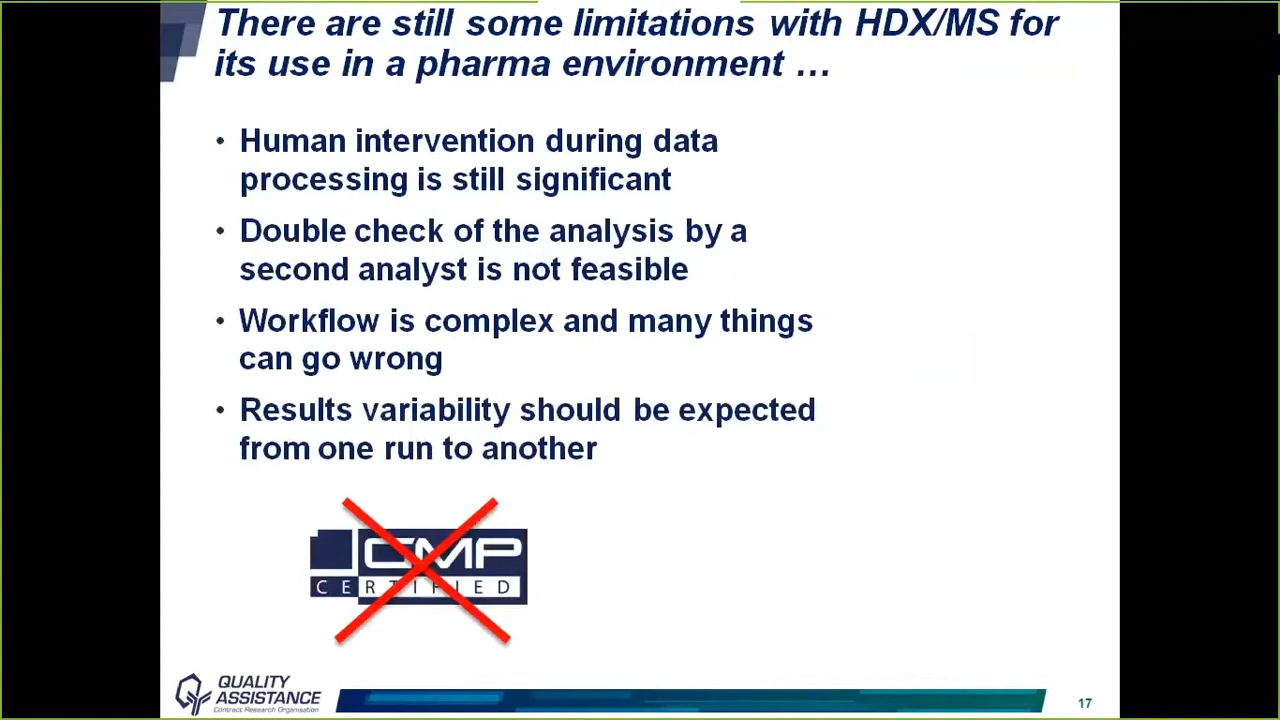 There are still some limitations with HDX/MS for
its use in a pharma environment …
• Human intervention during data
processing is still significant
• Double check of the analysis by a
second analyst is not feasible
• Workflow is complex and many things
can go wrong
• Results variability should be expected
from one run to another
CMP
CERTIFIED
QUALITY
ASSISTANCE
Contract Research Organisation
17